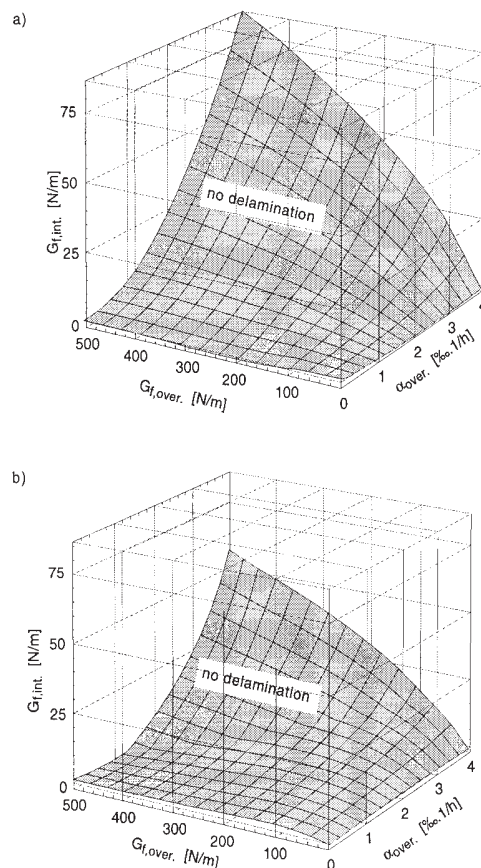 a)
75
50
25
0
G_f,int. [N/m]
no delamination
500
400
300
200
100
0
G_f,over. [N/m]
1
2
3
4
α_over. [‰.1/h]
b)
75
50
25
0
G_f,int. [N/m]
no delamination
500
400
300
200
100
0
G_f,over. [N/m]
1
2
3
4
α_over. [‰.1/h]